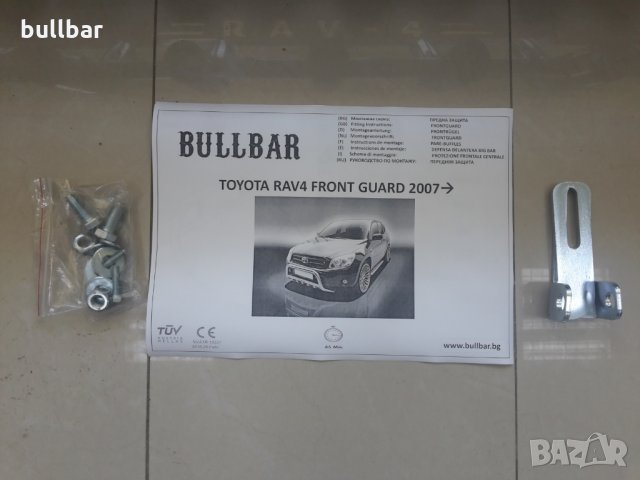 bullbar
RAV4
BULLBAR
(BG) Монтажна схема: ПРЕДНА ЗАЩИТА
(GB) Fitting instructions: FRONTGUARD
(D) Montageanleitung: FRONTBÜGEL
(NL) Montagevoorschrift: FRONTGUARD
(F) Instructions de montage: PARE-BUFFLES
(E) Instrucciones de montaje: DEFENSA DELANTERA BIG BAR
(I) Schema di montaggio: PROTEZIONE FRONTALE CENTRALE
(RU) РУКОВОДСТВО ПО МОНТАЖУ: ПЕРЕДНЯЯ ЗАЩИТА
TOYOTA RAV4 FRONT GUARD 2007→
TÜV CE
www.bullbar.bg
BAZAR